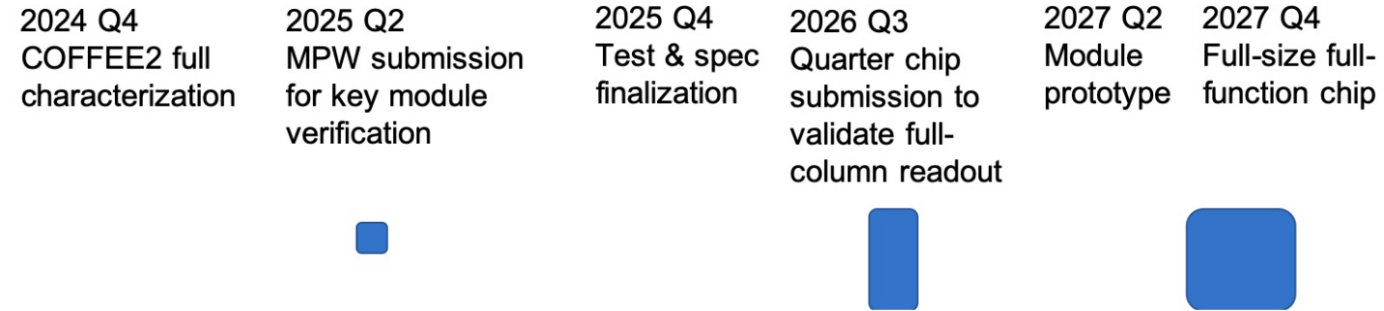 2024 Q4
COFFEE2 full
characterization
2025 Q2
MPW submission
for key module
verification
2025 Q4
Test & spec
finalization
2026 Q3
Quarter chip
submission to
validate full-
column readout
2027 Q2
Module
prototype
2027 Q4
Full-size full-
function chip